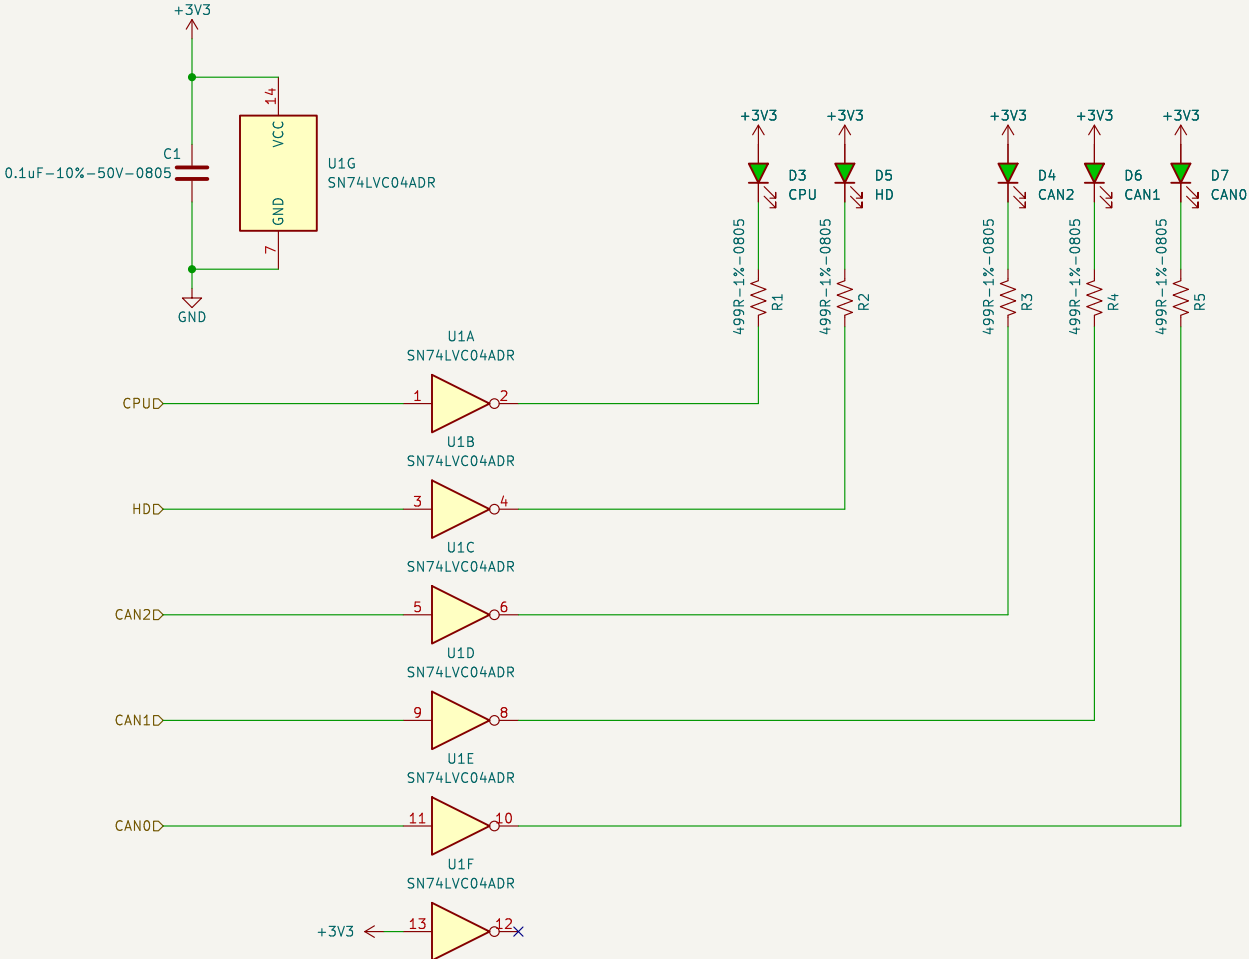 +3V3
14
VCC
C1
0.1uF-10%-50V-0805
U1G
SN74LVC04ADR
GND
7
GND
+3V3
+3V3
+3V3
+3V3
+3V3
D3
CPU
D5
HD
D4
CAN2
D6
CAN1
D7
CAN0
499R-1%-0805
R1
499R-1%-0805
R2
499R-1%-0805
R3
499R-1%-0805
R4
499R-1%-0805
R5
U1A
SN74LVC04ADR
CPU
1
2
U1B
SN74LVC04ADR
HD
3
4
U1C
SN74LVC04ADR
CAN2
5
6
U1D
SN74LVC04ADR
CAN1
9
8
U1E
SN74LVC04ADR
CAN0
11
10
U1F
SN74LVC04ADR
+3V3
13
12